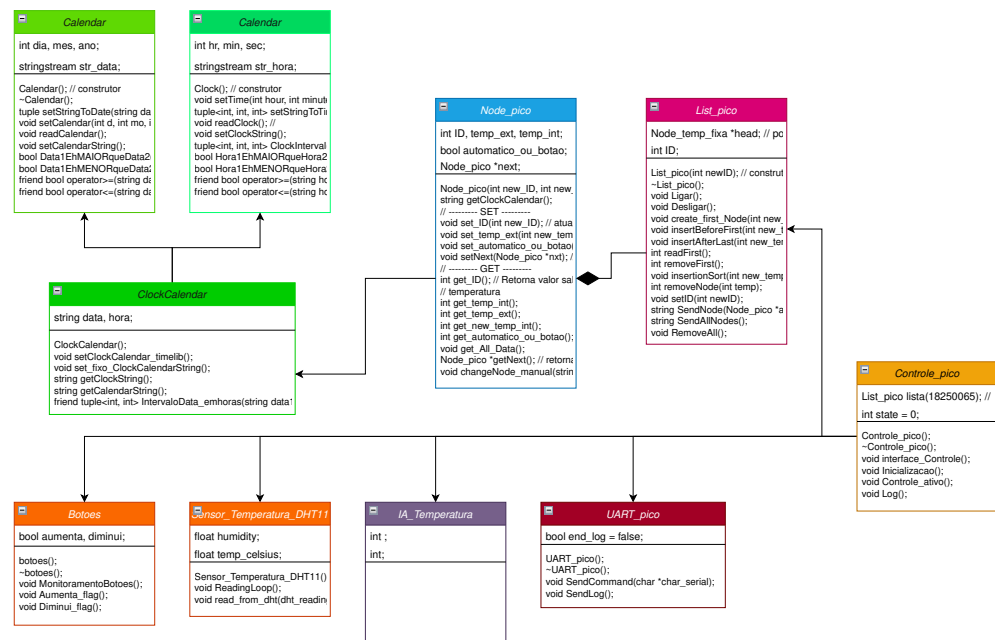 Calendar
int dia, mes, ano;
stringstream str_data;
Calendar(); // construtor
~Calendar();
tuple setStringToDate(string da
void setCalendar(int d, int mo, i
void readCalendar();
void setCalendarString();
bool Data1EhMAIORqueData2
bool Data1EhMENORqueData2
friend bool operator>=(string da
friend bool operator<=(string da
Calendar
int hr, min, sec;
stringstream str_hora;
Clock(); // construtor
void setTime(int hour, int minut
tuple<int, int, int> setStringToTi
void readClock(); //
void setClockString();
tuple<int, int, int> ClockInterval
bool Hora1EhMAIORqueHora2
bool Hora1EhMENORqueHora
friend bool operator>=(string ho
friend bool operator<=(string ho
Node_pico
int ID, temp_ext, temp_int;
bool automatico_ou_botao;
Node_pico *next;
Node_pico(int new_ID, int new_
string getClockCalendar();
// --------- SET ---------
void set_ID(int new_ID); // atua
void set_temp_ext(int new_tem
void set_automatico_ou_botao(
void setNext(Node_pico *nxt); /
// --------- GET ---------
int get_ID(); // Retorna valor sal
// temperatura
int get_temp_int();
int get_temp_ext();
int get_new_temp_int();
int get_automatico_ou_botao();
void get_All_Data();
Node_pico *getNext(); // retorna
void changeNode_manual(strin
List_pico
Node_temp_fixa *head; // po
int ID;
List_pico(int newID); // construt
~List_pico();
void Ligar();
void Desligar();
void create_first_Node(int new_
void insertBeforeFirst(int new_t
void insertAfterLast(int new_ter
int readFirst();
int removeFirst();
void insertionSort(int new_temp
int removeNode(int temp);
void setID(int newID);
string SendNode(Node_pico *a
string SendAllNodes();
void RemoveAll();
ClockCalendar
string data, hora;
ClockCalendar();
void setClockCalendar_timelib();
void set_fixo_ClockCalendarString();
string getClockString();
string getCalendarString();
friend tuple<int, int> IntervaloData_emhoras(string data1
Controle_pico
List_pico lista(18250065); //
int state = 0;
Controle_pico();
~Controle_pico();
void interface_Controle();
void Inicializacao();
void Controle_ativo();
void Log();
Botoes
bool aumenta, diminui;
botoes();
~botoes();
void MonitoramentoBotoes();
void Aumenta_flag();
void Diminui_flag();
Sensor_Temperatura_DHT11
float humidity;
float temp_celsius;
Sensor_Temperatura_DHT11()
void ReadingLoop();
void read_from_dht(dht_readin
IA_Temperatura
int ;
int;
UART_pico
bool end_log = false;
UART_pico();
~UART_pico();
void SendCommand(char *char_serial);
void SendLog();